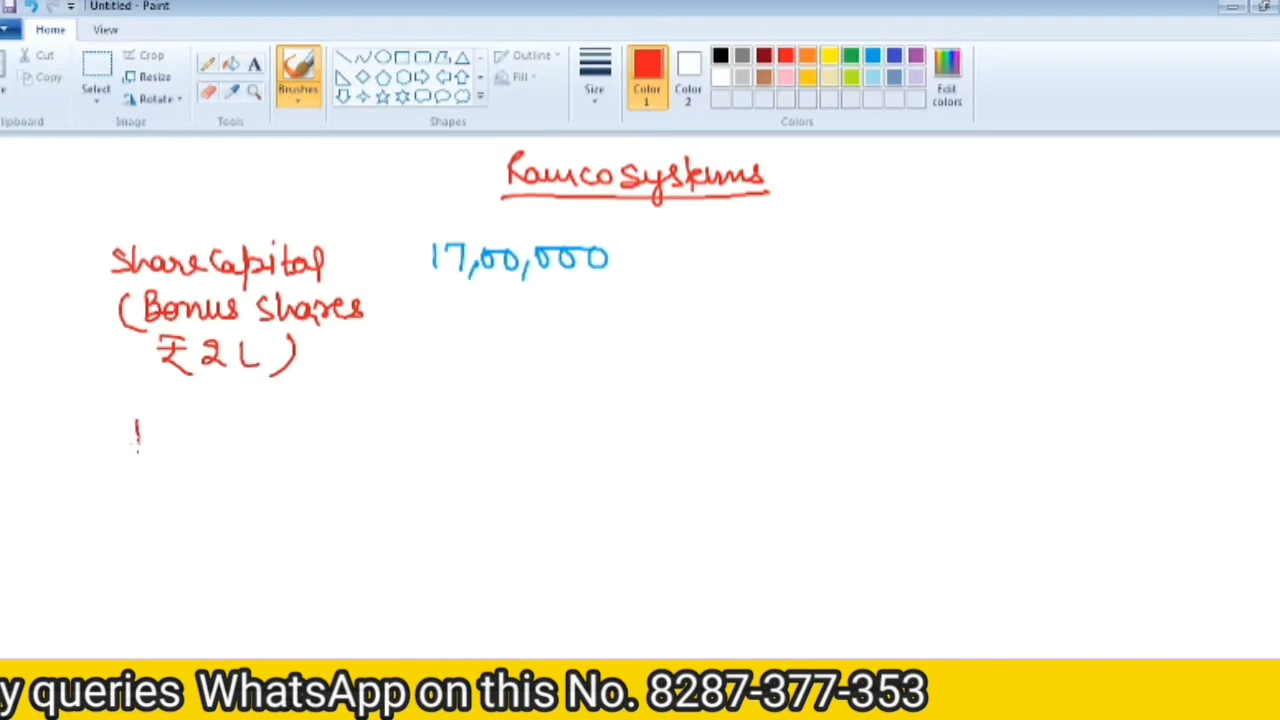 Untitled - Paint
Home View
Cut
Copy
lipboard
Select
Crop
Resize
Rotate
Image
Tools
Brushes
Shapes
Outline
Fill
Size
Color 1
Color 2
Edit colors
Colors
Ramco Systems
Share Capital 17,00,000
(Bonus Shares
₹ 2 L )
y queries WhatsApp on this No. 8287-377-353